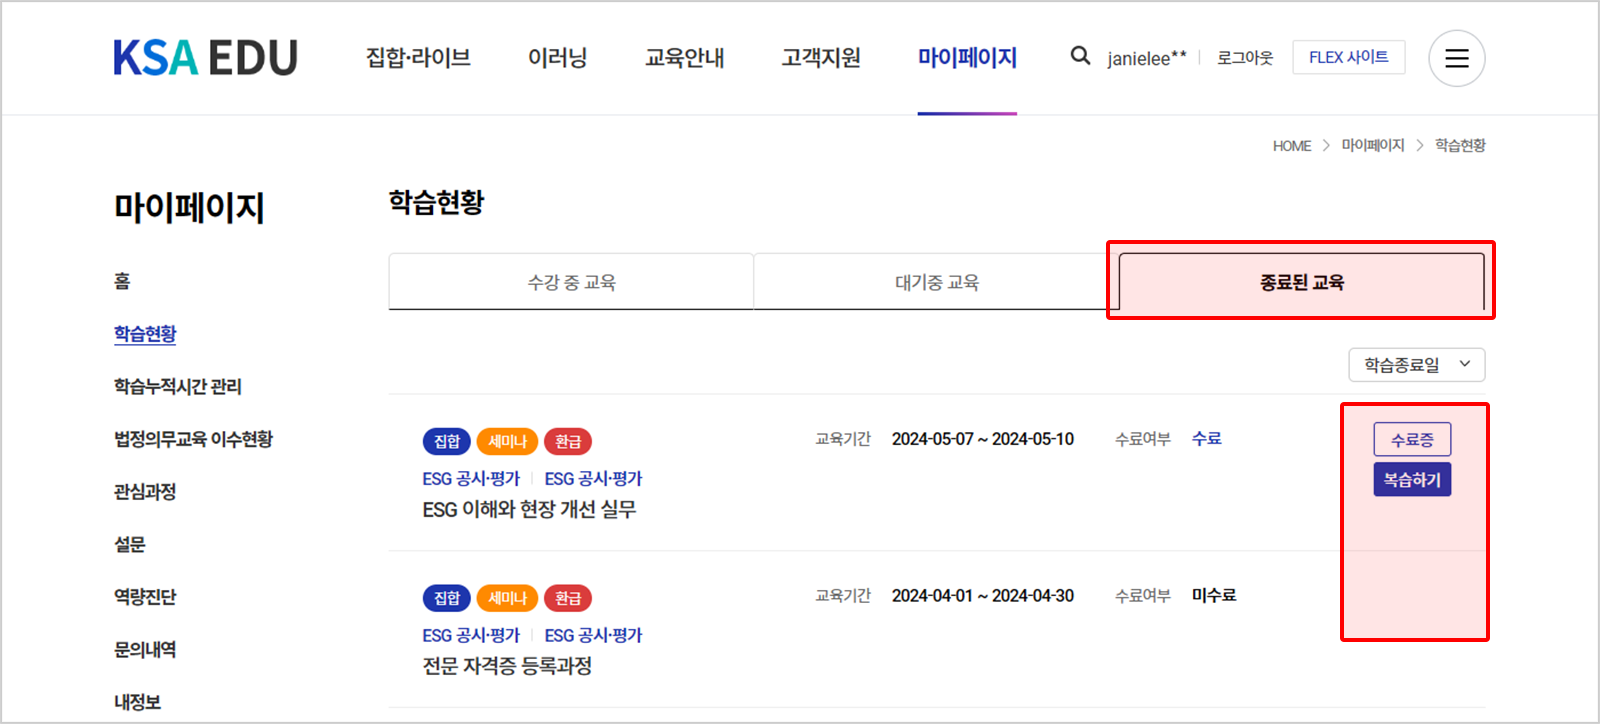 KSA EDU
집합·라이브
이러닝
교육안내
고객지원
마이페이지
janielee**
로그아웃
FLEX 사이트
HOME > 마이페이지 > 학습현황
마이페이지
홈
학습현황
학습누적시간 관리
법정의무교육 이수현황
관심과정
설문
역량진단
문의내역
내정보
학습현황
수강 중 교육
대기중 교육
종료된 교육
학습종료일
집합 세미나 환급
ESG 공시·평가 ESG 공시·평가
ESG 이해와 현장 개선 실무
교육기간 2024-05-07 ~ 2024-05-10 수료여부 수료
수료증
복습하기
집합 세미나 환급
ESG 공시·평가 ESG 공시·평가
전문 자격증 등록과정
교육기간 2024-04-01 ~ 2024-04-30 수료여부 미수료